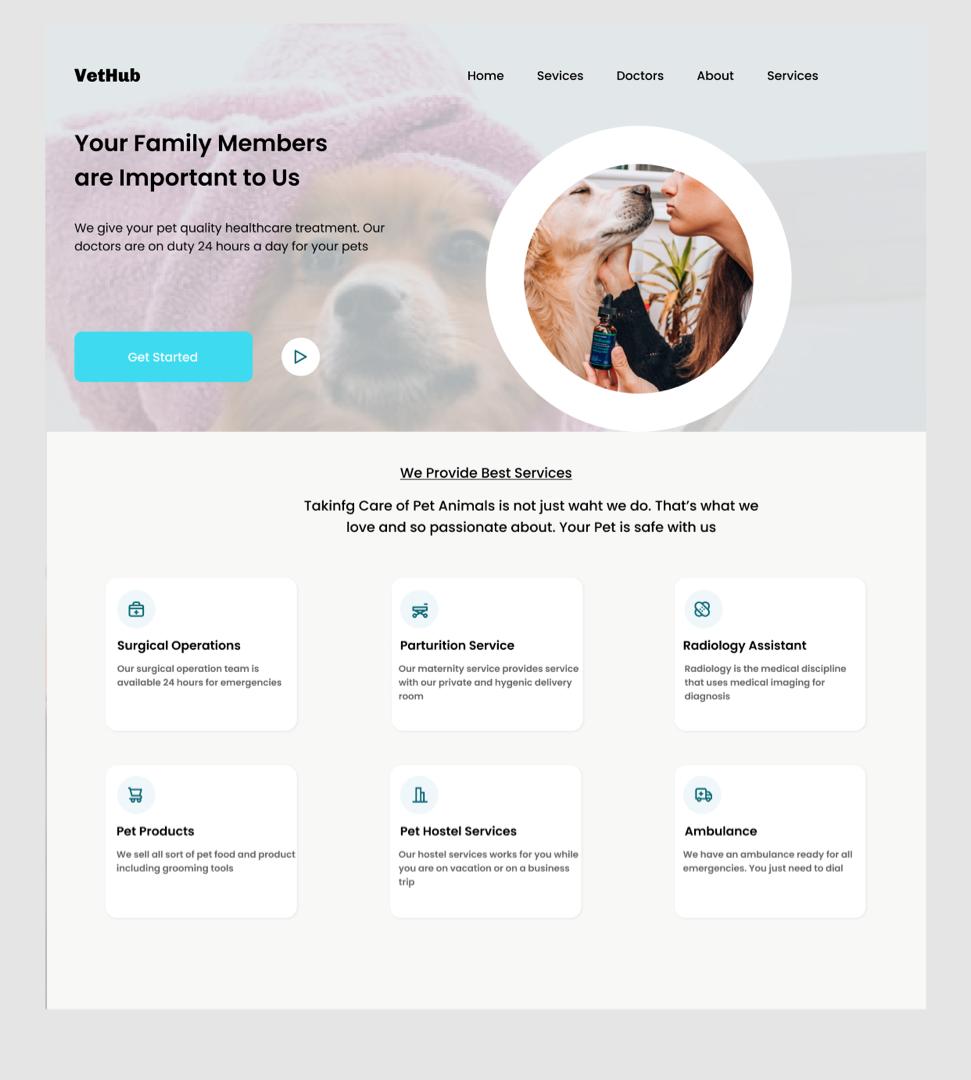 VetHub
Home Sevices Doctors About Services
Your Family Members
are Important to Us
We give your pet quality healthcare treatment. Our
doctors are on duty 24 hours a day for your pets
Get Started
We Provide Best Services
Takinfg Care of Pet Animals is not just waht we do. That’s what we
love and so passionate about. Your Pet is safe with us
Surgical Operations
Our surgical operation team is
available 24 hours for emergencies
Parturition Service
Our maternity service provides service
with our private and hygenic delivery
room
Radiology Assistant
Radiology is the medical discipline
that uses medical imaging for
diagnosis
Pet Products
We sell all sort of pet food and product
including grooming tools
Pet Hostel Services
Our hostel services works for you while
you are on vacation or on a business
trip
Ambulance
We have an ambulance ready for all
emergencies. You just need to dial